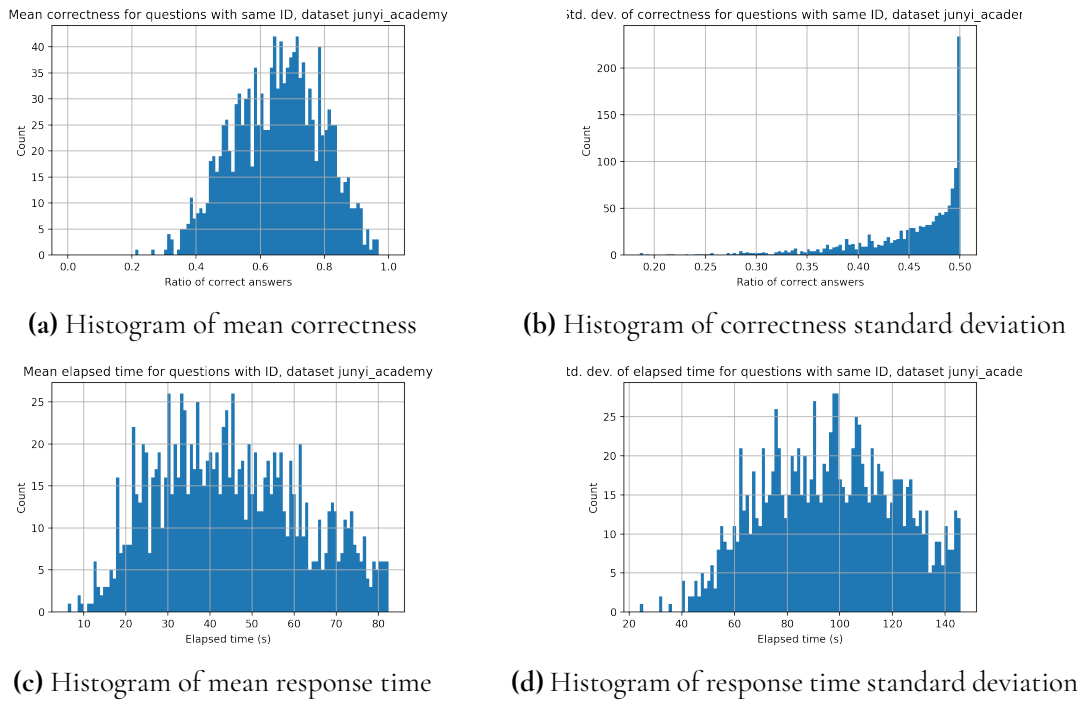 Mean correctness for questions with same ID, dataset junyi_academy
Count
40
35
30
25
20
15
10
5
0
0.0 0.2 0.4 0.6 0.8 1.0
Ratio of correct answers
(a) Histogram of mean correctness
td. dev. of correctness for questions with same ID, dataset junyi_acade
Count
200
150
100
50
0
0.20 0.25 0.30 0.35 0.40 0.45 0.50
Ratio of correct answers
(b) Histogram of correctness standard deviation
Mean elapsed time for questions with ID, dataset junyi_academy
Count
25
20
15
10
5
0
10 20 30 40 50 60 70 80
Elapsed time (s)
(c) Histogram of mean response time
td. dev. of elapsed time for questions with same ID, dataset junyi_acade
Count
25
20
15
10
5
0
20 40 60 80 100 120 140
Elapsed time (s)
(d) Histogram of response time standard deviation